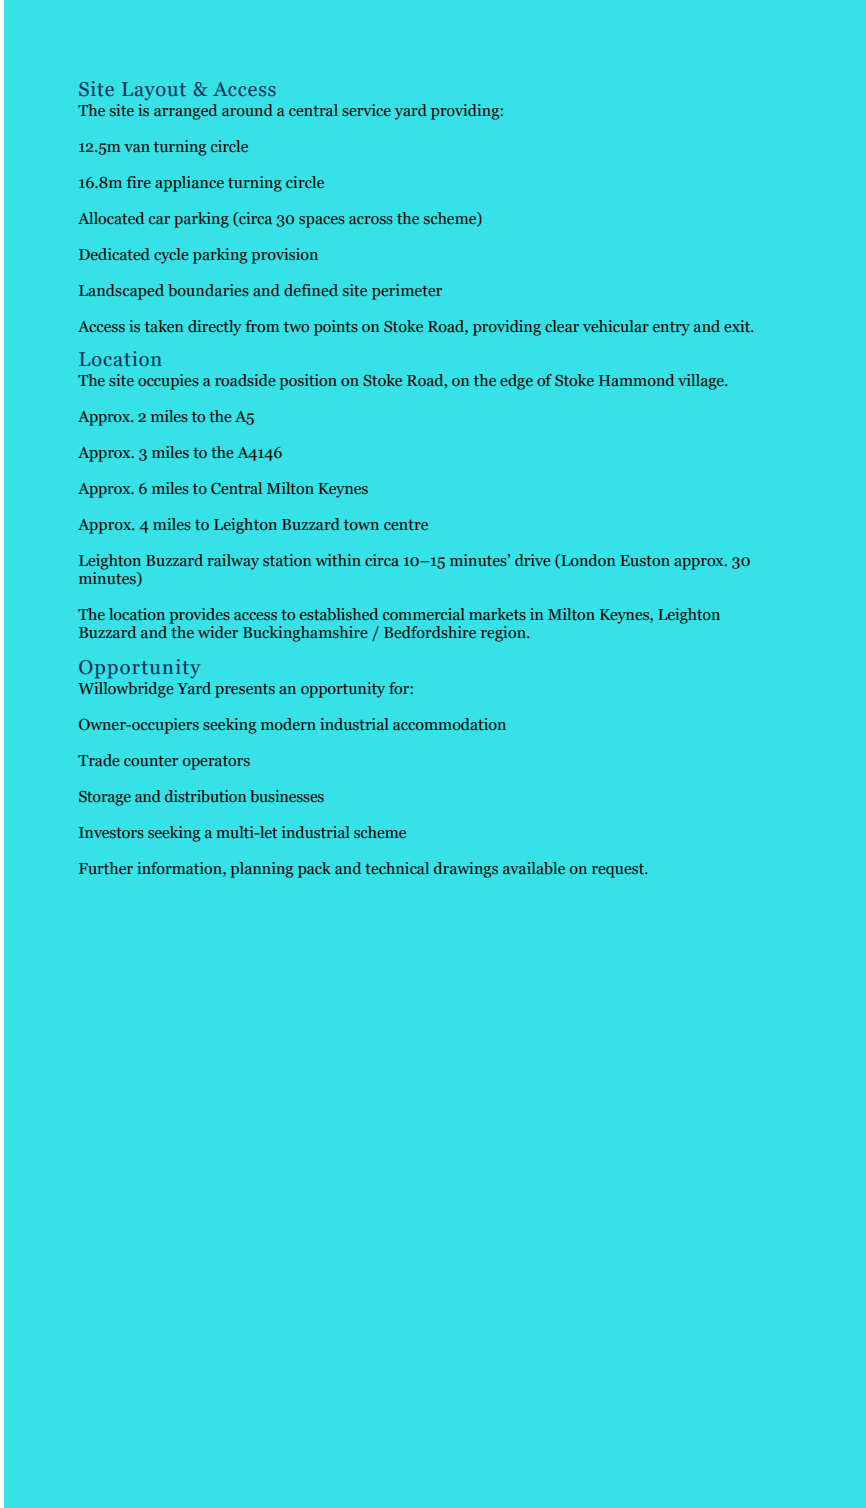 Site Layout & Access
The site is arranged around a central service yard providing:
12.5m van turning circle
16.8m fire appliance turning circle
Allocated car parking (circa 30 spaces across the scheme)
Dedicated cycle parking provision
Landscaped boundaries and defined site perimeter
Access is taken directly from two points on Stoke Road, providing clear vehicular entry and exit.
Location
The site occupies a roadside position on Stoke Road, on the edge of Stoke Hammond village.
Approx. 2 miles to the A5
Approx. 3 miles to the A4146
Approx. 6 miles to Central Milton Keynes
Approx. 4 miles to Leighton Buzzard town centre
Leighton Buzzard railway station within circa 10–15 minutes’ drive (London Euston approx. 30
minutes)
The location provides access to established commercial markets in Milton Keynes, Leighton
Buzzard and the wider Buckinghamshire / Bedfordshire region.
Opportunity
Willowbridge Yard presents an opportunity for:
Owner-occupiers seeking modern industrial accommodation
Trade counter operators
Storage and distribution businesses
Investors seeking a multi-let industrial scheme
Further information, planning pack and technical drawings available on request.